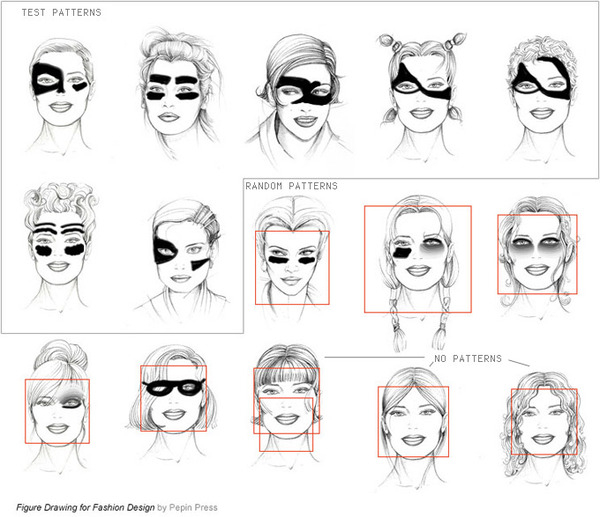 TEST PATTERNS
RANDOM PATTERNS
NO PATTERNS
Figure Drawing for Fashion Design by Pepin Press